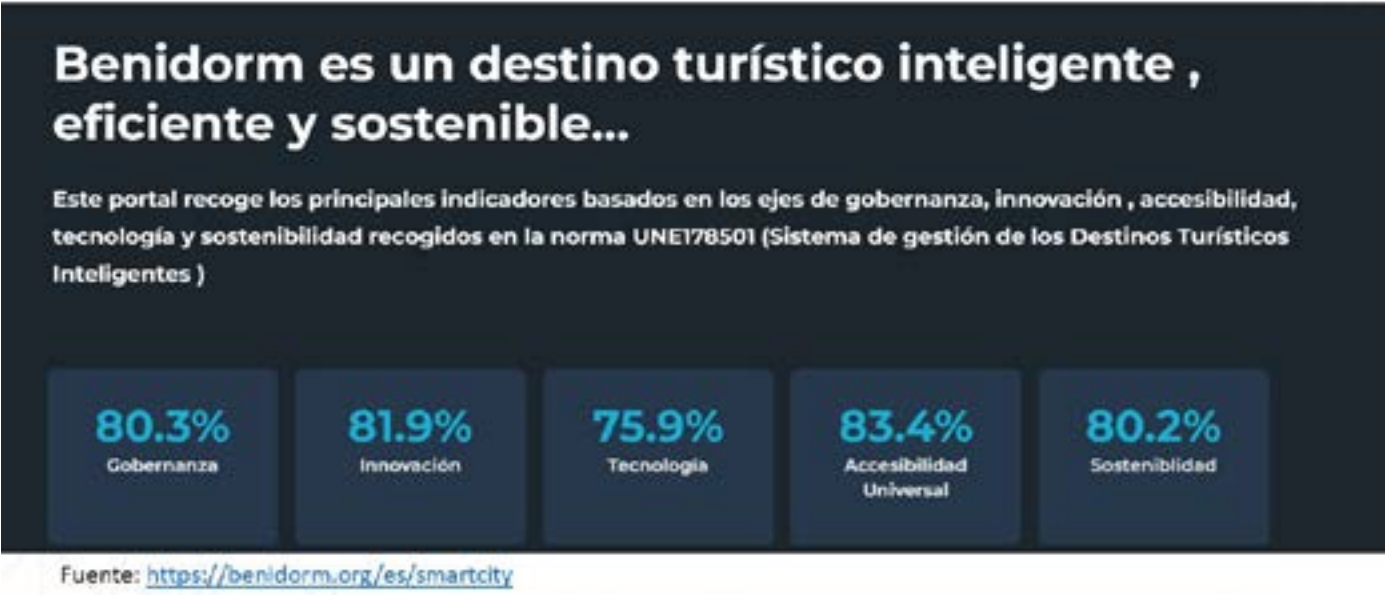 Benidorm es un destino turístico inteligente ,
eficiente y sostenible...
Este portal recoge los principales indicadores basados en los ejes de gobernanza, innovación , accesibilidad,
tecnología y sostenibilidad recogidos en la norma UNE178501 (Sistema de gestión de los Destinos Turísticos
Inteligentes )
80.3%
Gobernanza
81.9%
Innovación
75.9%
Tecnología
83.4%
Accesibilidad
Universal
80.2%
Sosteniblidad
Fuente: https://benidorm.org/es/smartcity